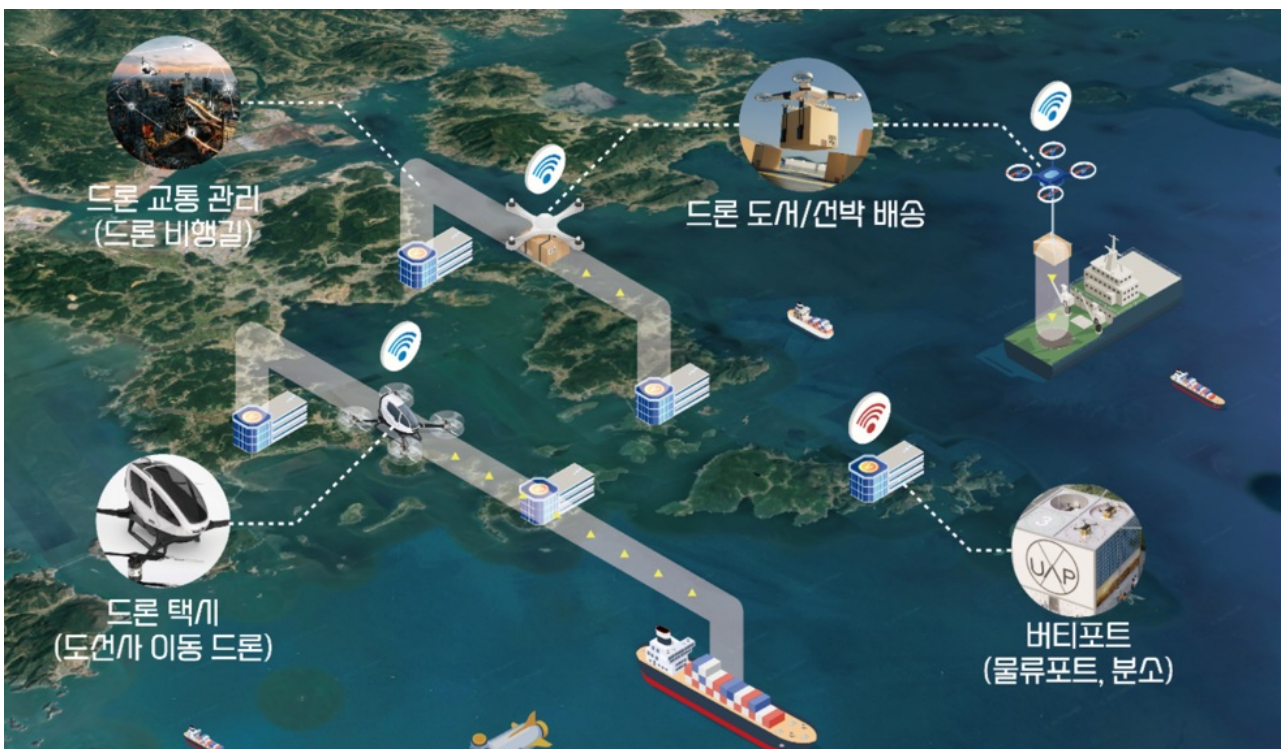 드론 교통 관리
(드론 비행길)
드론 도서/선박 배송
드론 택시
(도선사 이동 드론)
3
UAP
버티포트
(물류포트, 분소)